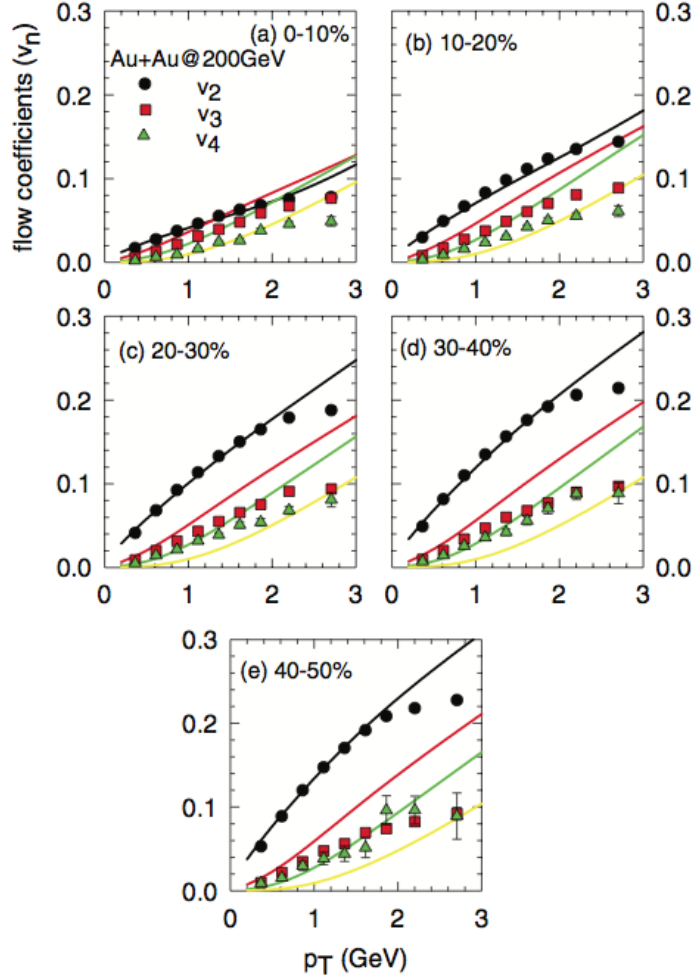 (a) 0-10%
(b) 10-20%
Au+Au@200GeV
v2
v3
v4
flow coefficients (vn)
0.3
0.2
0.1
0.0
0.3
0.2
0.1
0.0
0 1 2 3
0 1 2 3
(c) 20-30%
(d) 30-40%
0.3
0.2
0.1
0.0
0.3
0.2
0.1
0.0
0 1 2 3
0 1 2 3
(e) 40-50%
0.3
0.2
0.1
0.0
0 1 2 3
pT (GeV)